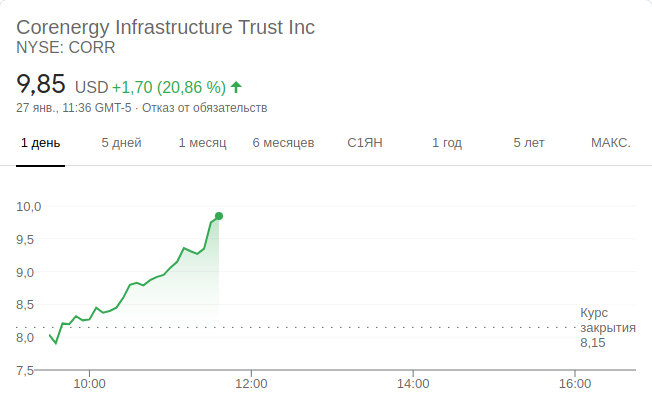 Corenergy Infrastructure Trust Inc
NYSE: CORR
9,85 USD +1,70 (20,86 %)
27 янв., 11:36 GMT-5 · Отказ от обязательств
1 день 5 дней 1 месяц 6 месяцев С1ЯН 1 год 5 лет МАКС.
10,0
9,5
9,0
8,5
8,0
7,5
Курс
закрытия
8,15
10:00 12:00 14:00 16:00